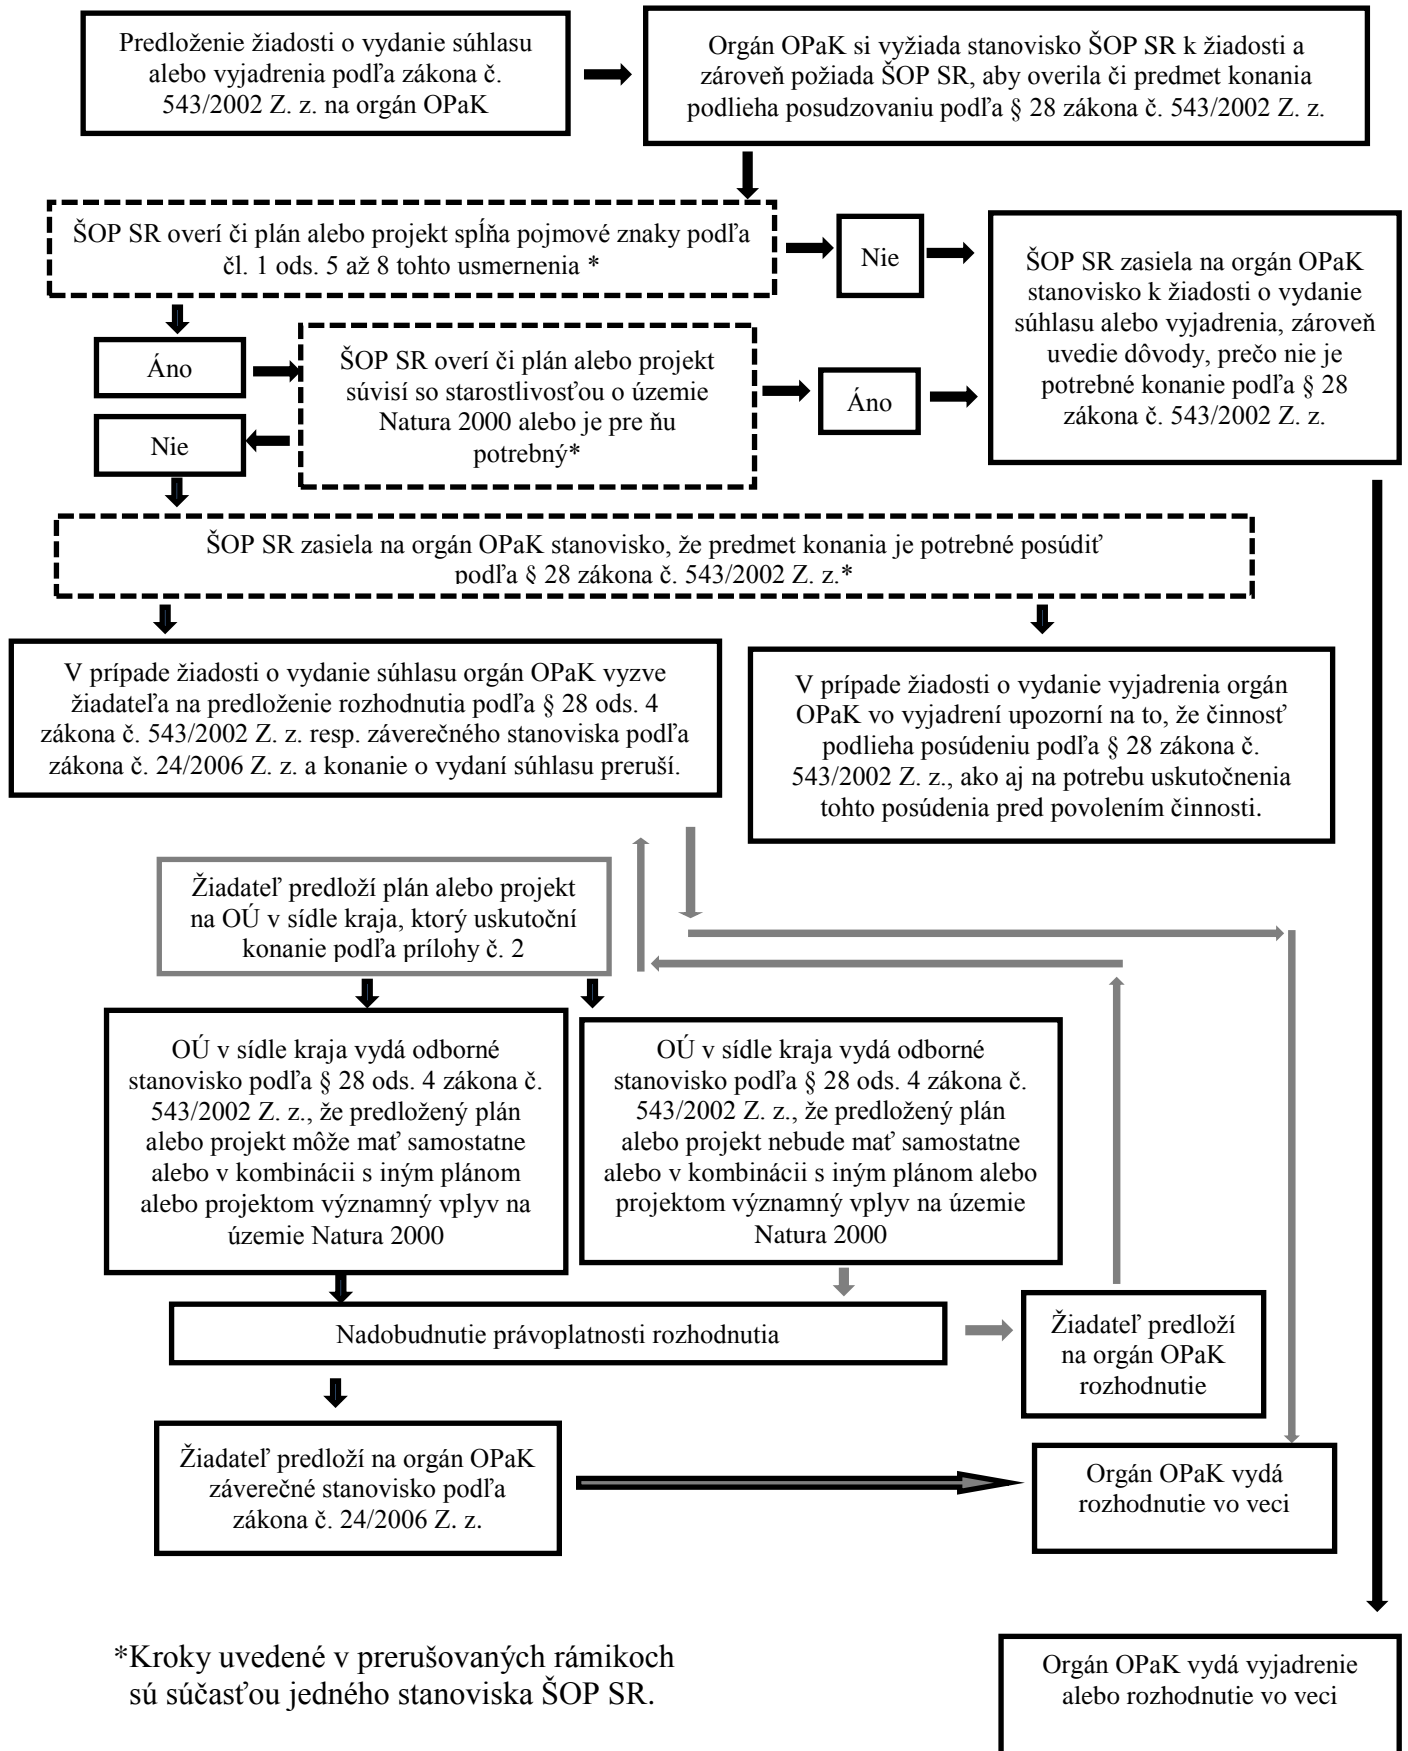 Predloženie žiadosti o vydanie súhlasu
alebo vyjadrenia podľa zákona č.
543/2002 Z. z. na orgán OPaK
Orgán OPaK si vyžiada stanovisko ŠOP SR k žiadosti a
zároveň požiada ŠOP SR, aby overila či predmet konania
podlieha posudzovaniu podľa § 28 zákona č. 543/2002 Z. z.
ŠOP SR overí či plán alebo projekt spĺňa pojmové znaky podľa
čl. 1 ods. 5 až 8 tohto usmernenia *
Nie
ŠOP SR zasiela na orgán OPaK
stanovisko k žiadosti o vydanie
súhlasu alebo vyjadrenia, zároveň
uvedie dôvody, prečo nie je
potrebné konanie podľa § 28
zákona č. 543/2002 Z. z.
Áno
ŠOP SR overí či plán alebo projekt
súvisí so starostlivosťou o územie
Natura 2000 alebo je pre ňu
potrebný*
Áno
Nie
ŠOP SR zasiela na orgán OPaK stanovisko, že predmet konania je potrebné posúdiť
podľa § 28 zákona č. 543/2002 Z. z.*
V prípade žiadosti o vydanie súhlasu orgán OPaK vyzve
žiadateľa na predloženie rozhodnutia podľa § 28 ods. 4
zákona č. 543/2002 Z. z. resp. záverečného stanoviska podľa
zákona č. 24/2006 Z. z. a konanie o vydaní súhlasu preruší.
V prípade žiadosti o vydanie vyjadrenia orgán
OPaK vo vyjadrení upozorní na to, že činnosť
podlieha posúdeniu podľa § 28 zákona č.
543/2002 Z. z., ako aj na potrebu uskutočnenia
tohto posúdenia pred povolením činnosti.
Žiadateľ predloží plán alebo projekt
na OÚ v sídle kraja, ktorý uskutoční
konanie podľa prílohy č. 2
OÚ v sídle kraja vydá odborné
stanovisko podľa § 28 ods. 4 zákona č.
543/2002 Z. z., že predložený plán
alebo projekt môže mať samostatne
alebo v kombinácii s iným plánom
alebo projektom významný vplyv na
územie Natura 2000
OÚ v sídle kraja vydá odborné
stanovisko podľa § 28 ods. 4 zákona č.
543/2002 Z. z., že predložený plán
alebo projekt nebude mať samostatne
alebo v kombinácii s iným plánom alebo
projektom významný vplyv na územie
Natura 2000
Nadobudnutie právoplatnosti rozhodnutia
Žiadateľ predloží
na orgán OPaK
rozhodnutie
Žiadateľ predloží na orgán OPaK
záverečné stanovisko podľa
zákona č. 24/2006 Z. z.
Orgán OPaK vydá
rozhodnutie vo veci
*Kroky uvedené v prerušovaných rámikoch
sú súčasťou jedného stanoviska ŠOP SR.
Orgán OPaK vydá vyjadrenie
alebo rozhodnutie vo veci